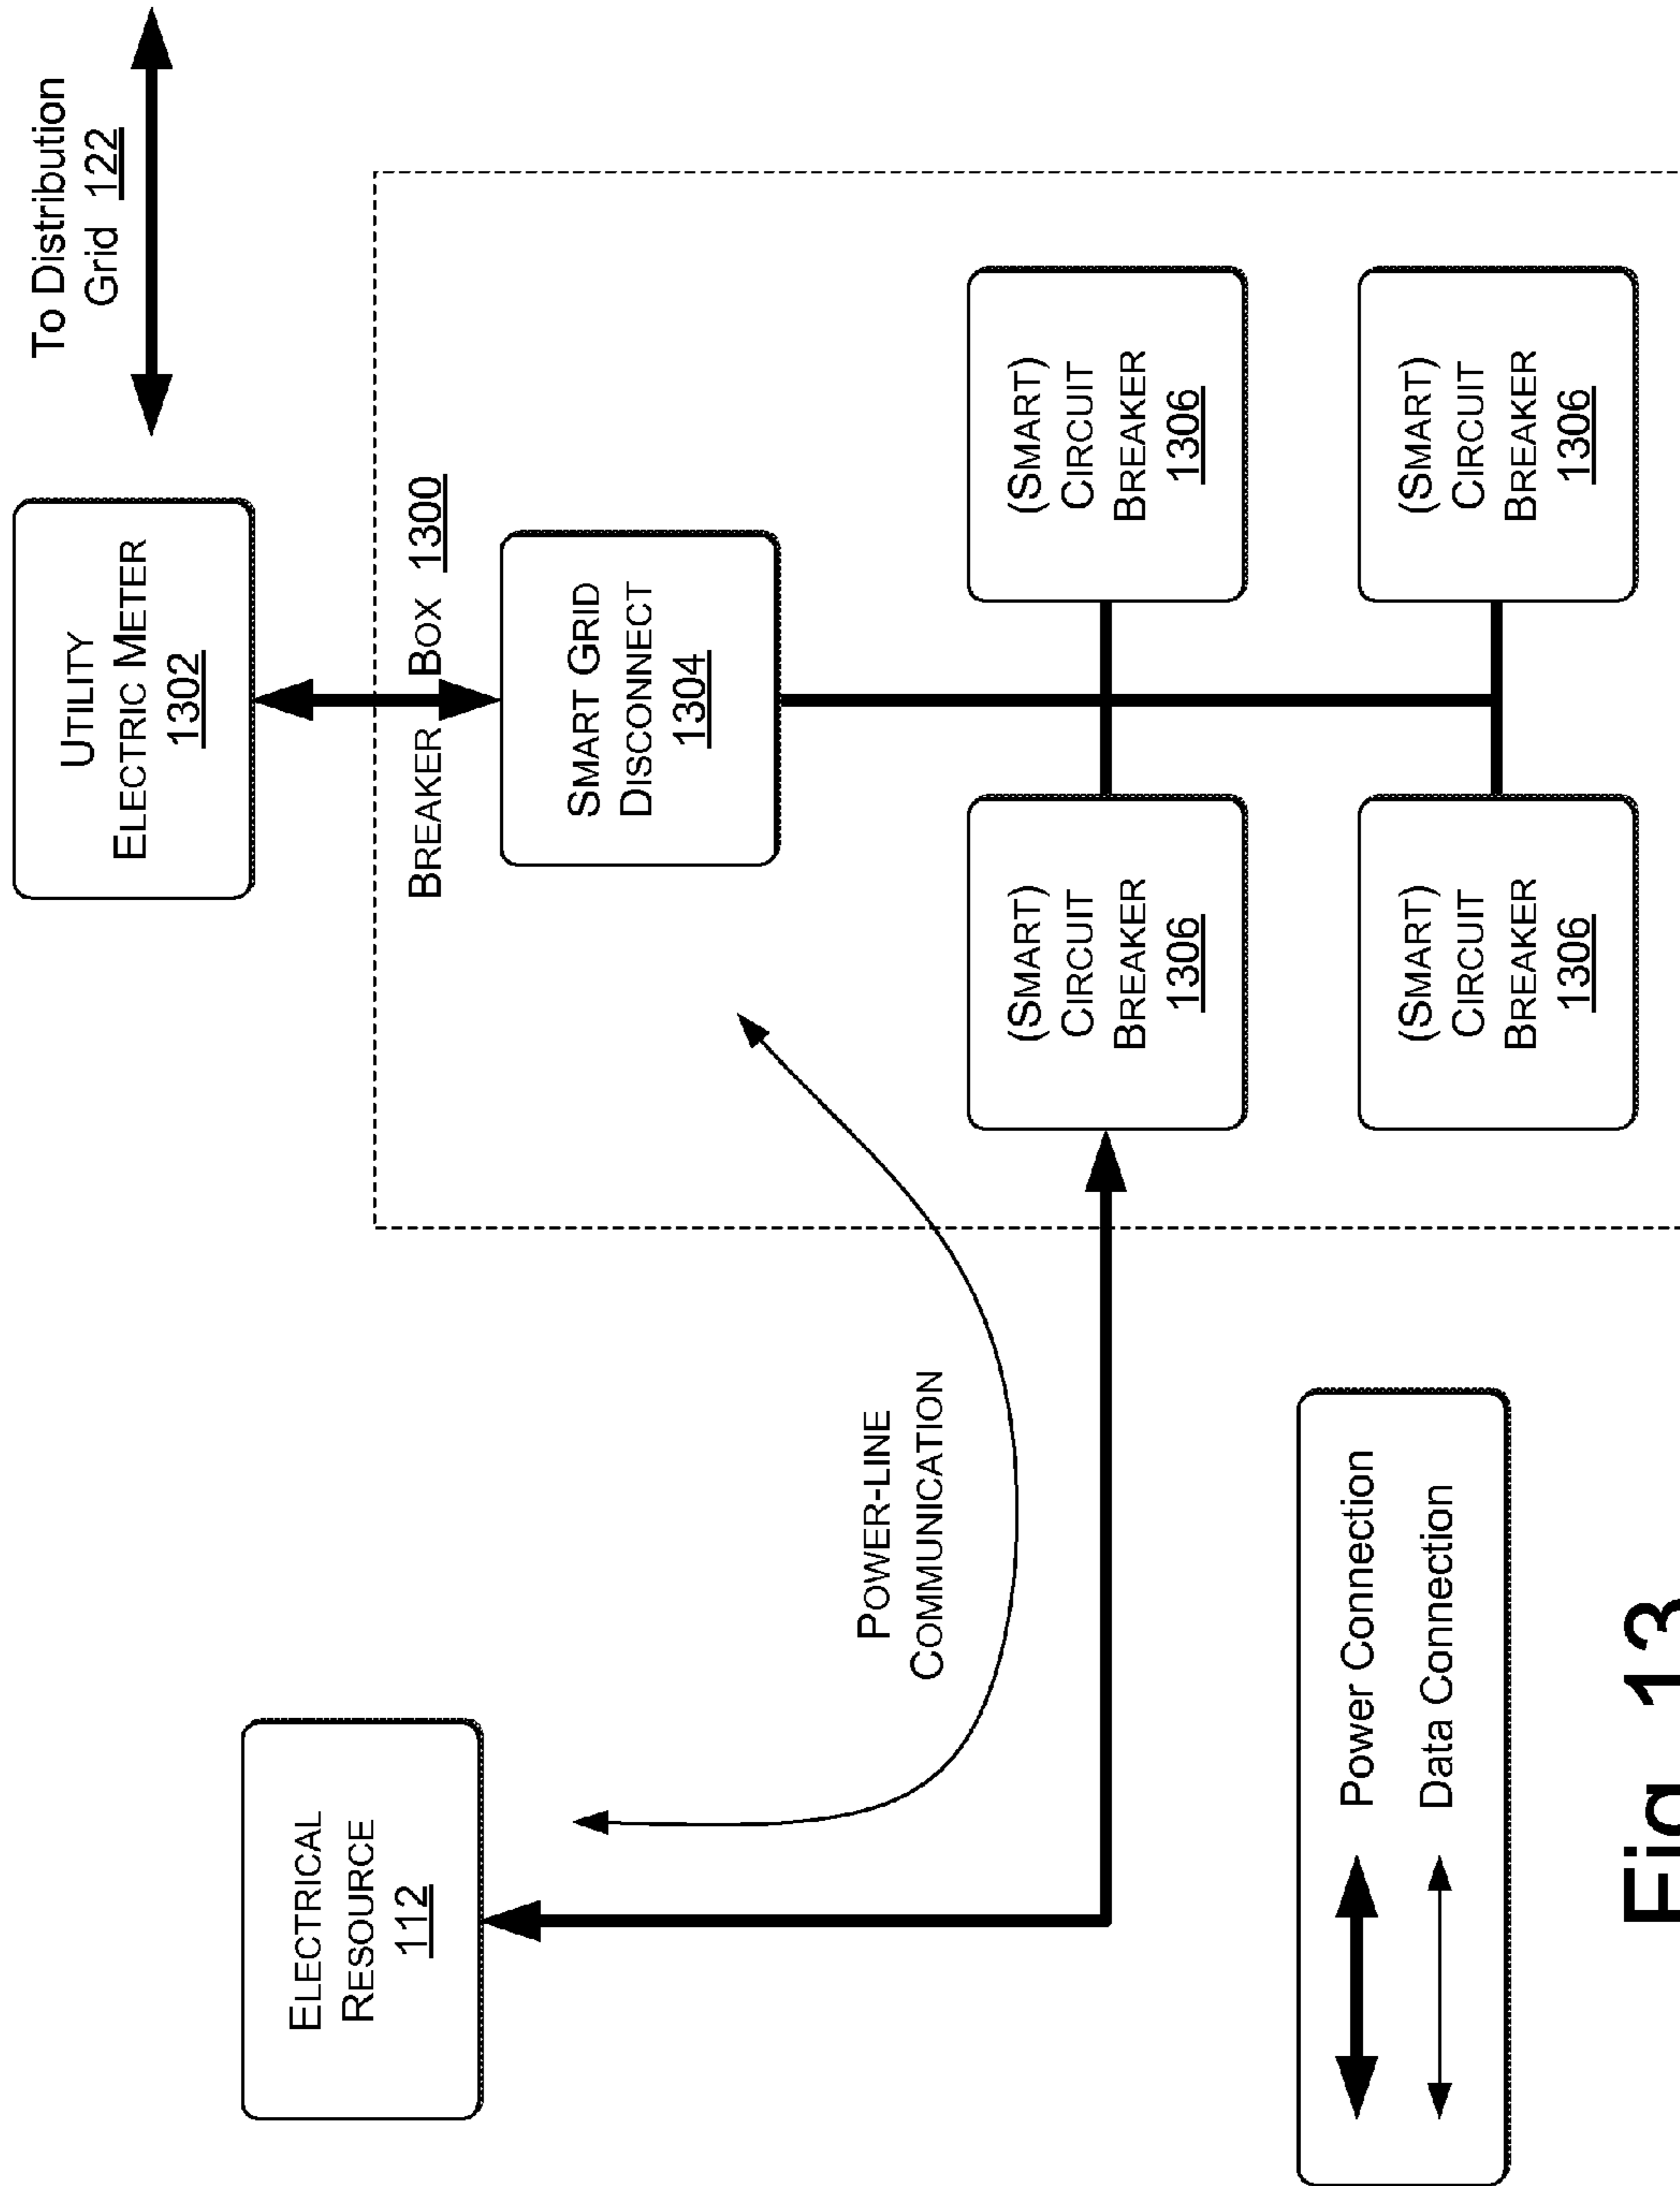 To Distribution
Grid 122
UTILITY
ELECTRIC METER
1302
BREAKER BOX 1300
SMART GRID
DISCONNECT
1304
ELECTRICAL
RESOURCE
112
POWER-LINE
COMMUNICATION
(SMART)
CIRCUIT
BREAKER
1306
(SMART)
CIRCUIT
BREAKER
1306
(SMART)
CIRCUIT
BREAKER
1306
(SMART)
CIRCUIT
BREAKER
1306
Power Connection
Data Connection
Fig. 13